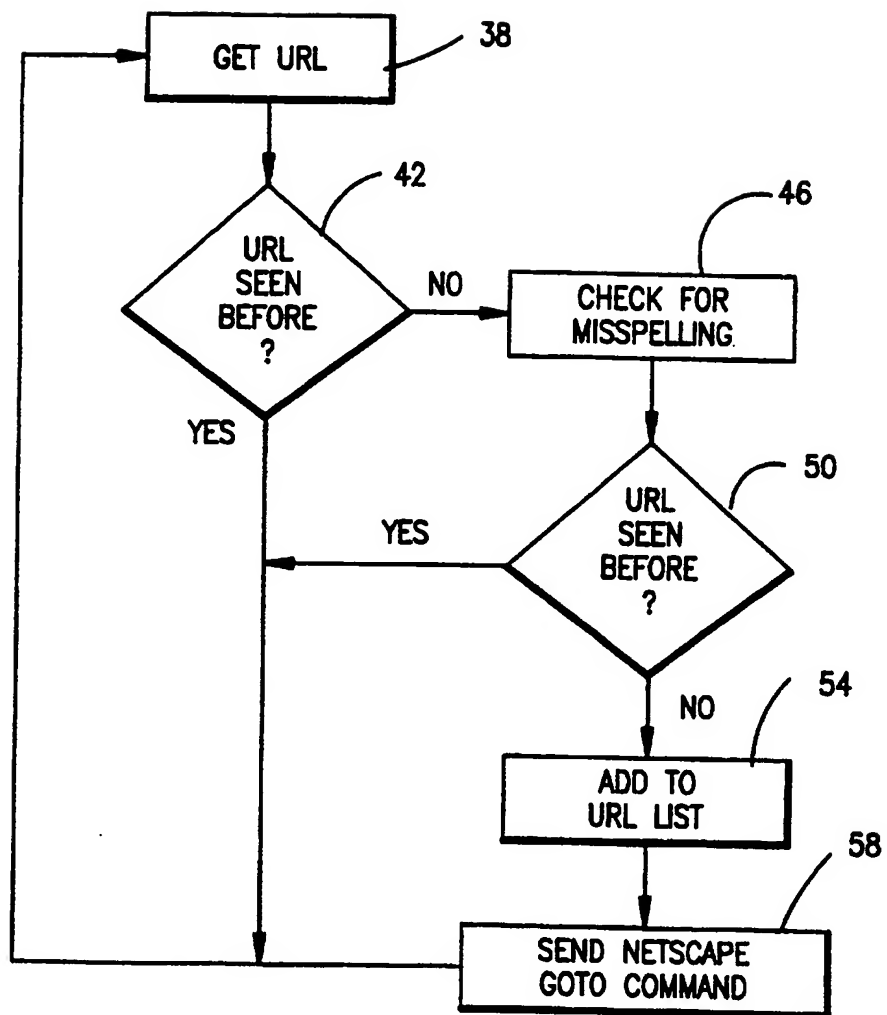 GET URL
38
42
URL
SEEN
BEFORE
?
NO
YES
46
CHECK FOR
MISSPELLING.
50
URL
SEEN
BEFORE
?
YES
NO
54
ADD TO
URL LIST
58
SEND NETSCAPE
GOTO COMMAND